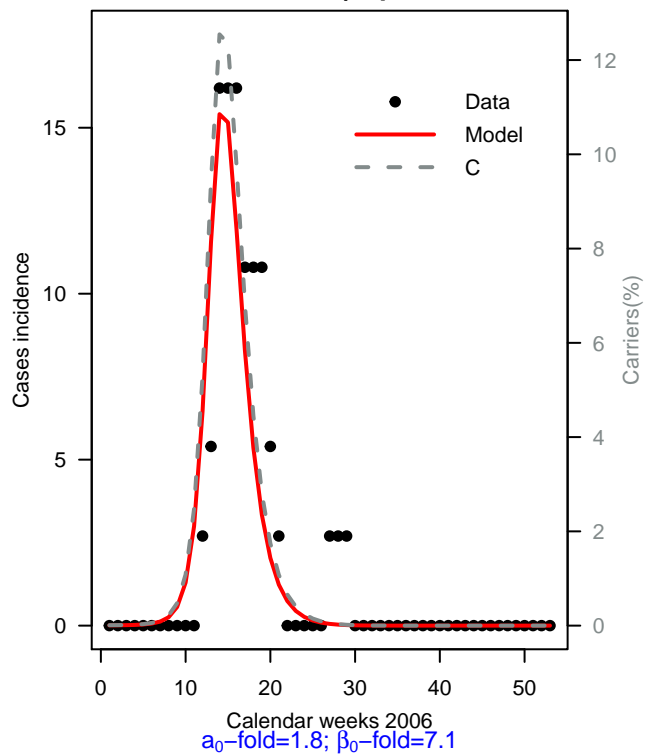 Data
Model
C
Cases incidence
0
5
10
15
Carriers(%)
0
2
4
6
8
10
12
0 10 20 30 40 50
Calendar weeks 2006
a₀−fold=1.8; β₀−fold=7.1